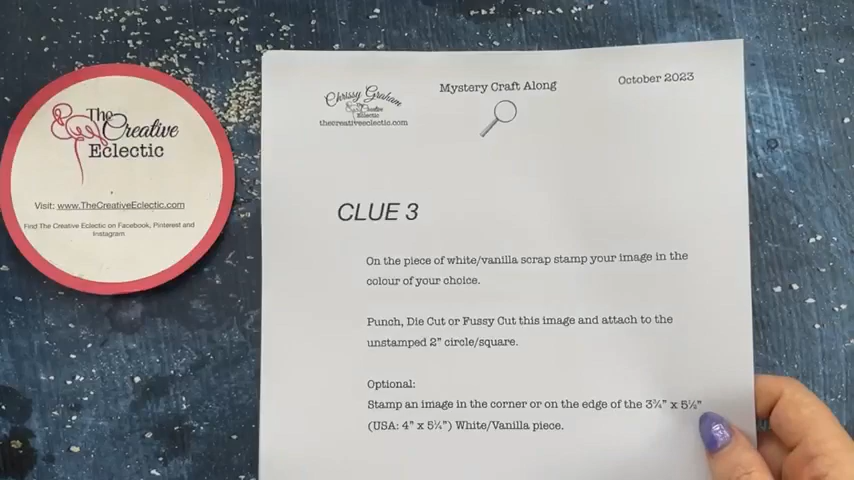 The
Creative
Eclectic
Visit: www.TheCreativeEclectic.com
Find The Creative Eclectic on Facebook, Pinterest and
Instagram
Chrissy Graham
The Creative
Eclectic
thecreativeeclectic.com
Mystery Craft Along
October 2023
CLUE 3
On the piece of white/vanilla scrap stamp your image in the
colour of your choice.
Punch, Die Cut or Fussy Cut this image and attach to the
unstamped 2" circle/square.
Optional:
Stamp an image in the corner or on the edge of the 3¾" x 5½"
(USA: 4" x 5¼") White/Vanilla piece.